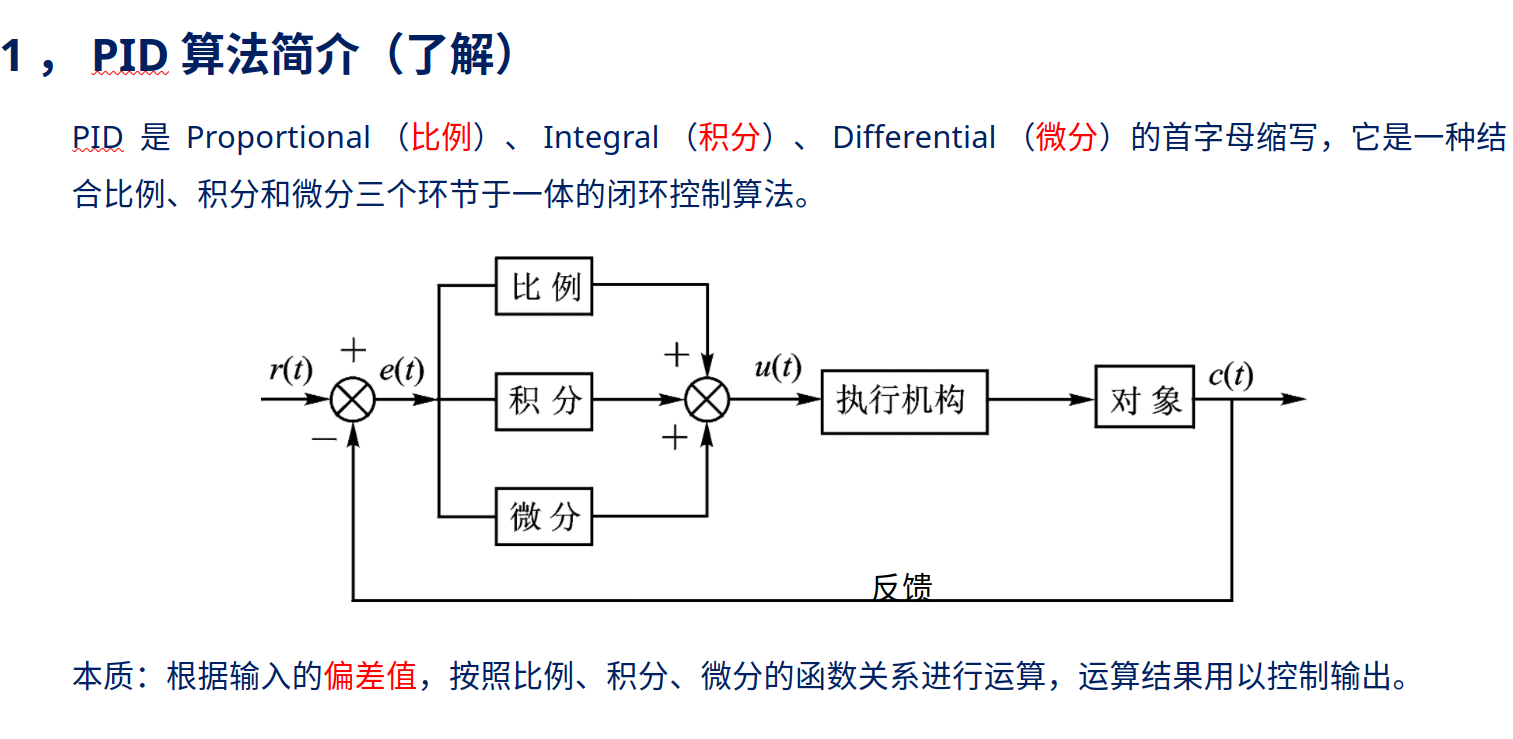 1 ， PID 算法简介（了解）
PID 是 Proportional （比例）、 Integral （积分）、 Differential （微分）的首字母缩写，它是一种结
合比例、积分和微分三个环节于一体的闭环控制算法。
比 例
r(t)
+
e(t)
+
u(t)
c(t)
积 分
执行机构
对 象
−
+
微 分
反馈
本质：根据输入的偏差值，按照比例、积分、微分的函数关系进行运算，运算结果用以控制输出。